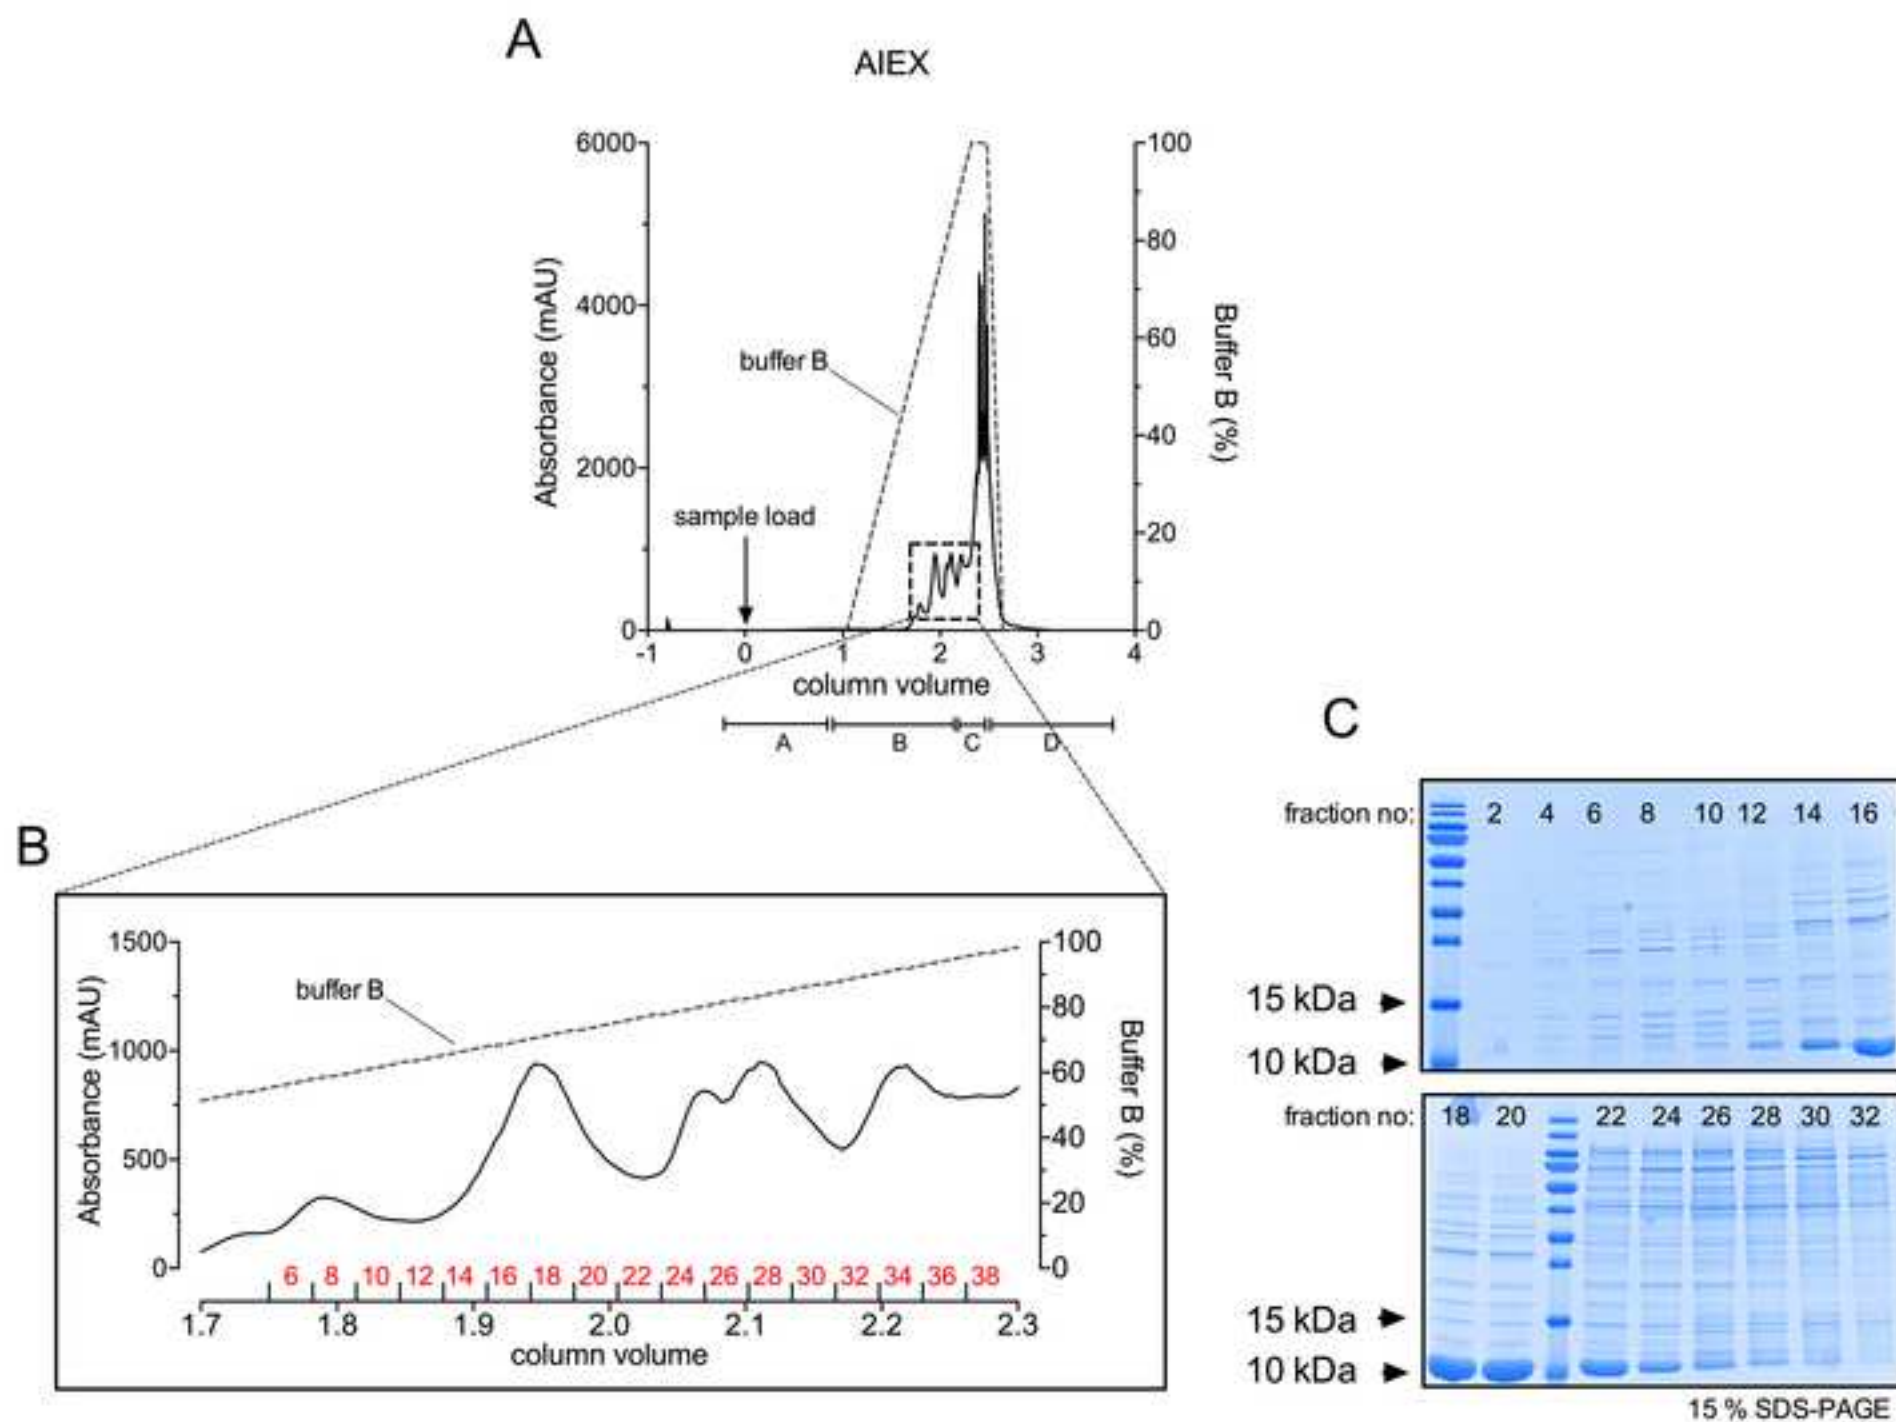 A
AIEX
6000
4000
2000
0
Absorbance (mAU)
100
80
60
40
20
0
Buffer B (%)
buffer B
sample load
-1 0 1 2 3 4
column volume
A B C D
B
1500
1000
500
0
Absorbance (mAU)
100
80
60
40
20
0
Buffer B (%)
buffer B
6 8 10 12 14 16 18 20 22 24 26 28 30 32 34 36 38
1.7 1.8 1.9 2.0 2.1 2.2 2.3
column volume
C
fraction no: 2 4 6 8 10 12 14 16
15 kDa
10 kDa
fraction no: 18 20 22 24 26 28 30 32
15 kDa
10 kDa
15 % SDS-PAGE